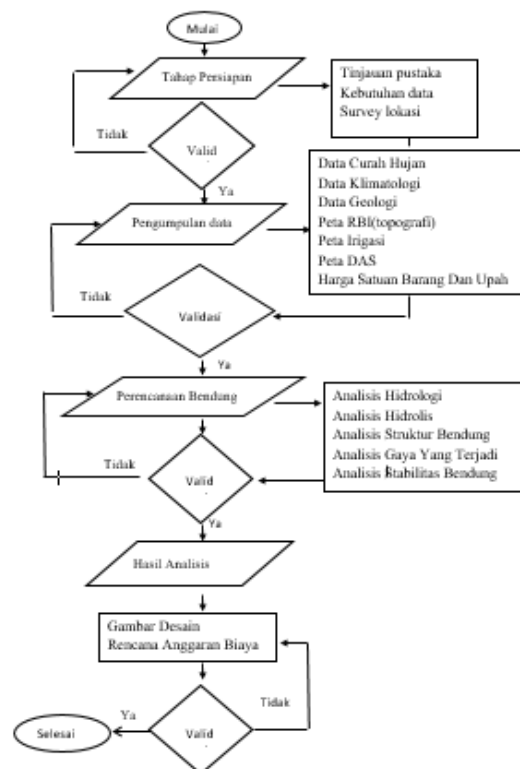 Mulai
Tahap Persiapan
Tinjauan pustaka
Kebutuhan data
Survey lokasi
Tidak
Valid
Ya
Data Curah Hujan
Data Klimatologi
Data Geologi
Peta RBI(topografi)
Peta Irigasi
Peta DAS
Harga Satuan Barang Dan Upah
Pengumpulan data
Tidak
Validasi
Ya
Perencanaan Bendung
Analisis Hidrologi
Analisis Hidrolis
Analisis Struktur Bendung
Analisis Gaya Yang Terjadi
Analisis Stabilitas Bendung
Tidak
Valid
Ya
Hasil Analisis
Gambar Desain
Rencana Anggaran Biaya
Tidak
Ya
Valid
Selesai